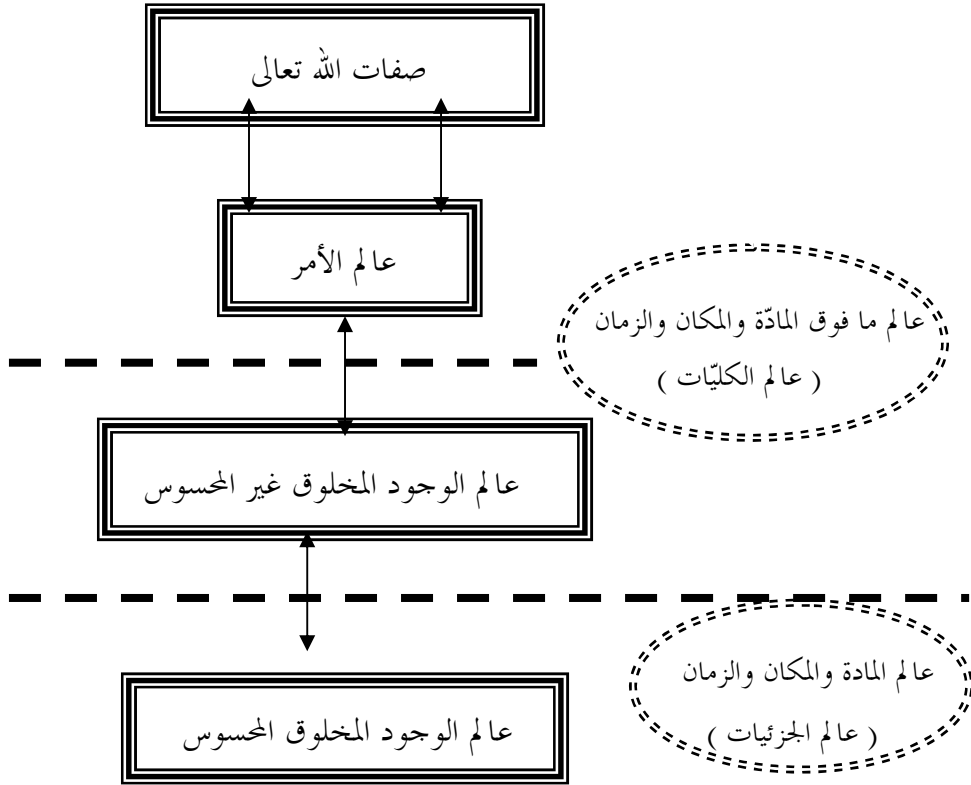 صفات الله تعالى
عالم الأمر
عالم ما فوق المادّة والمكان والزمان
( عالم الكليّات )
عالم الوجود المخلوق غير المحسوس
عالم المادة والمكان والزمان
( عالم الجزئيات )
عالم الوجود المخلوق المحسوس